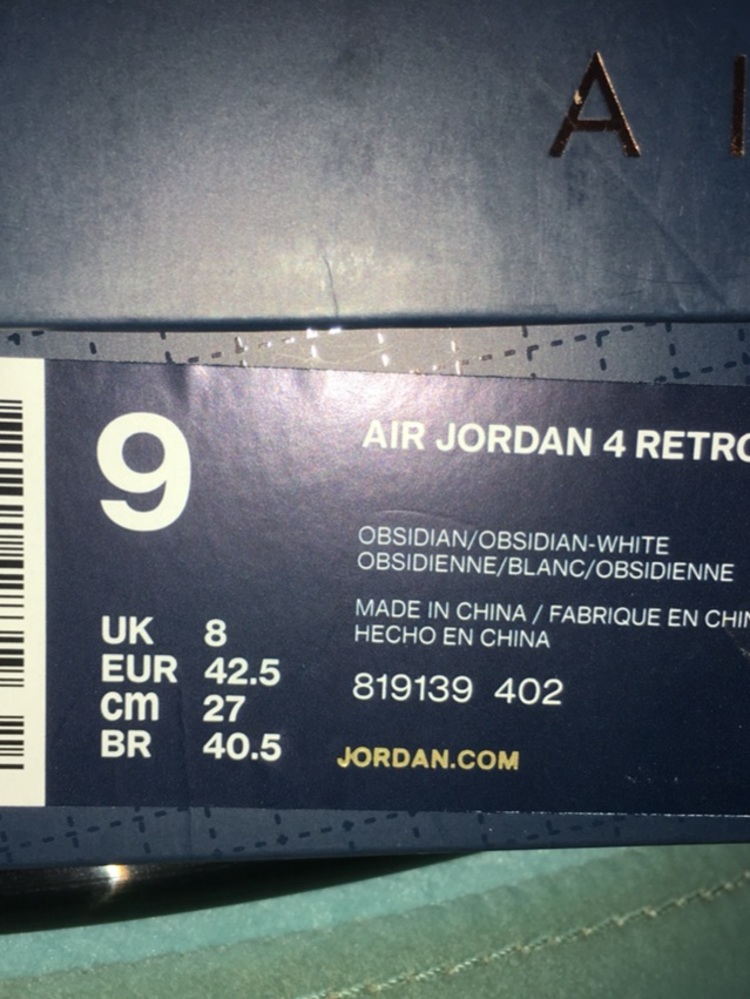 A I
9
AIR JORDAN 4 RETRO
OBSIDIAN/OBSIDIAN-WHITE
OBSIDIENNE/BLANC/OBSIDIENNE
MADE IN CHINA / FABRIQUE EN CHIN
HECHO EN CHINA
UK 8
EUR 42.5
cm 27
BR 40.5
819139 402
JORDAN.COM